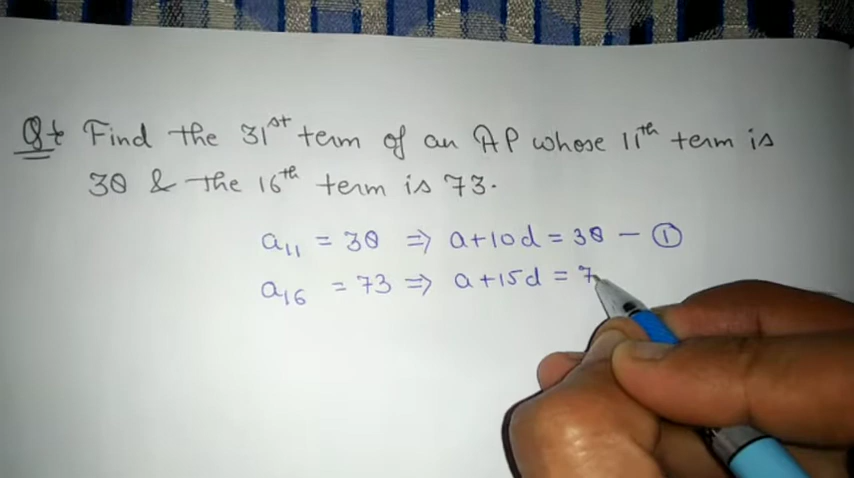 Qt Find the 31st term of an AP whose 11th term is
38 & the 16th term is 73.
a11 = 38 ⇒ a+10d = 38 — ①
a16 = 73 ⇒ a+15d = 7